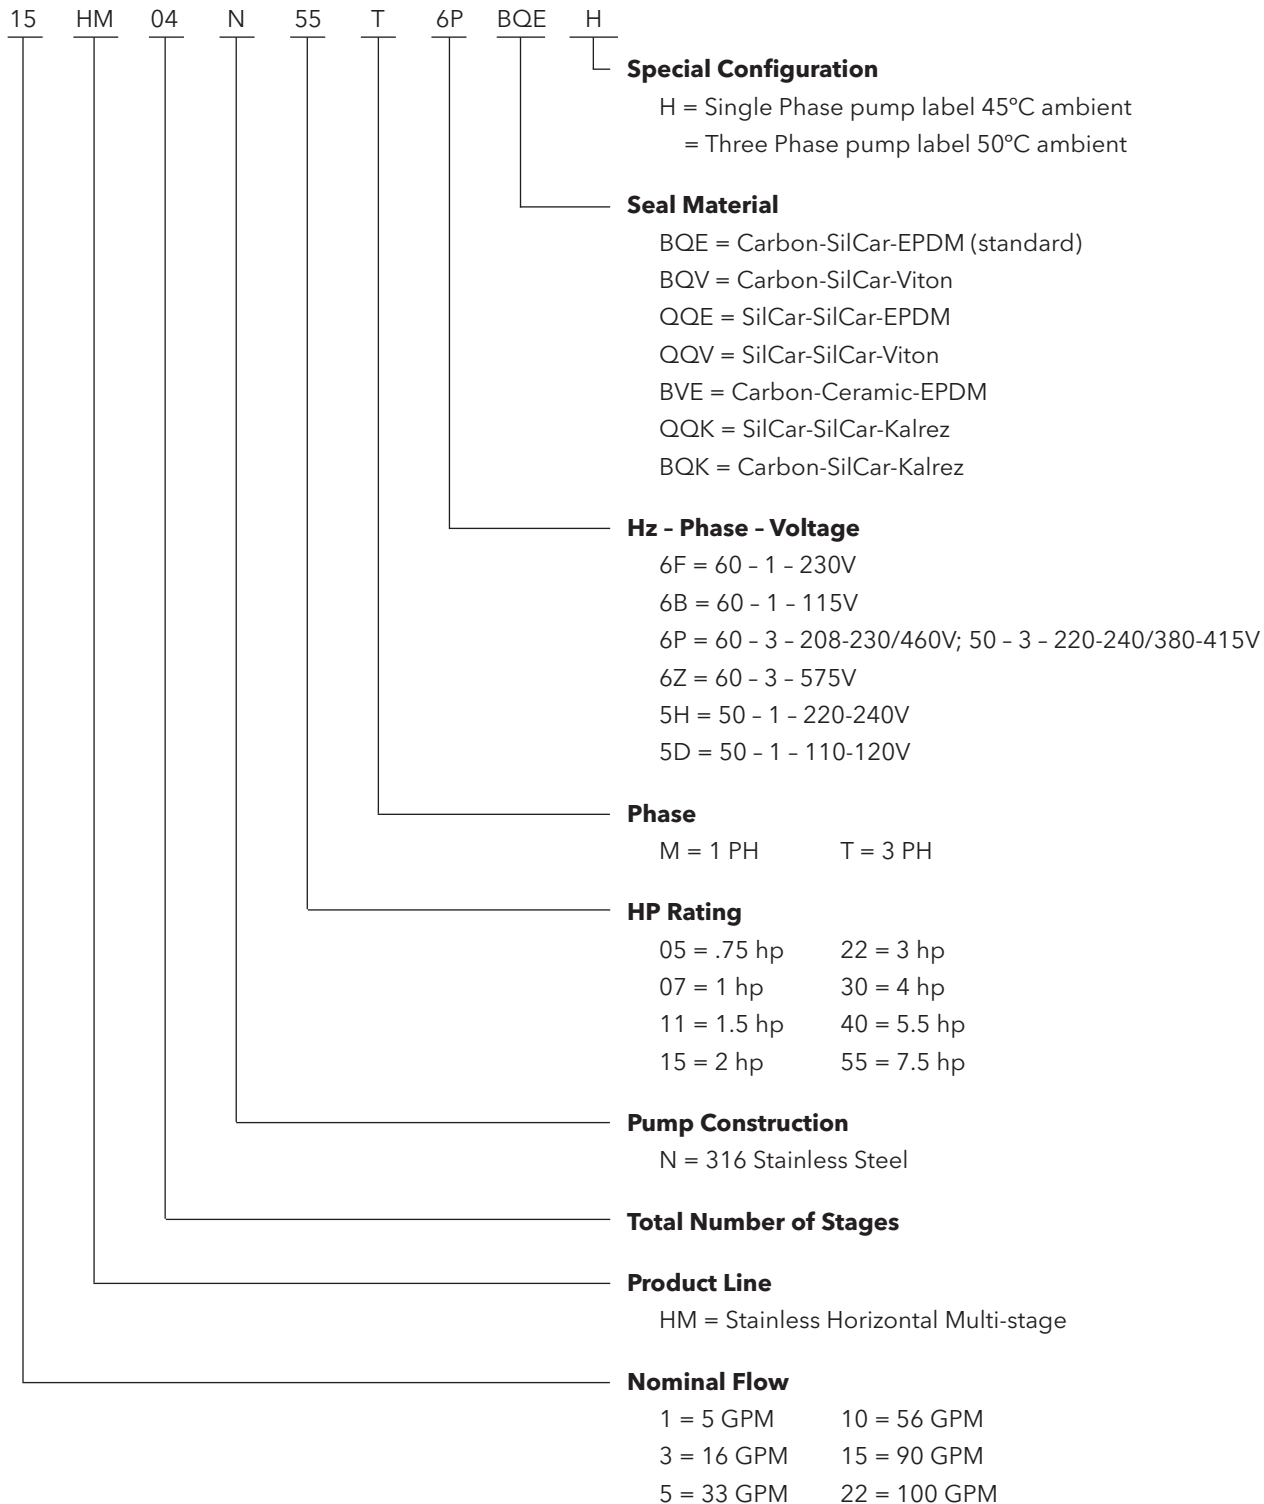 15 HM 04 N 55 T 6P BQE H
Special Configuration
H = Single Phase pump label 45ºC ambient
= Three Phase pump label 50ºC ambient
Seal Material
BQE = Carbon-SilCar-EPDM (standard)
BQV = Carbon-SilCar-Viton
QQE = SilCar-SilCar-EPDM
QQV = SilCar-SilCar-Viton
BVE = Carbon-Ceramic-EPDM
QQK = SilCar-SilCar-Kalrez
BQK = Carbon-SilCar-Kalrez
Hz – Phase – Voltage
6F = 60 – 1 – 230V
6B = 60 – 1 – 115V
6P = 60 – 3 – 208-230/460V; 50 – 3 – 220-240/380-415V
6Z = 60 – 3 – 575V
5H = 50 – 1 – 220-240V
5D = 50 – 1 – 110-120V
Phase
M = 1 PH T = 3 PH
HP Rating
05 = .75 hp 22 = 3 hp
07 = 1 hp 30 = 4 hp
11 = 1.5 hp 40 = 5.5 hp
15 = 2 hp 55 = 7.5 hp
Pump Construction
N = 316 Stainless Steel
Total Number of Stages
Product Line
HM = Stainless Horizontal Multi-stage
Nominal Flow
1 = 5 GPM 10 = 56 GPM
3 = 16 GPM 15 = 90 GPM
5 = 33 GPM 22 = 100 GPM